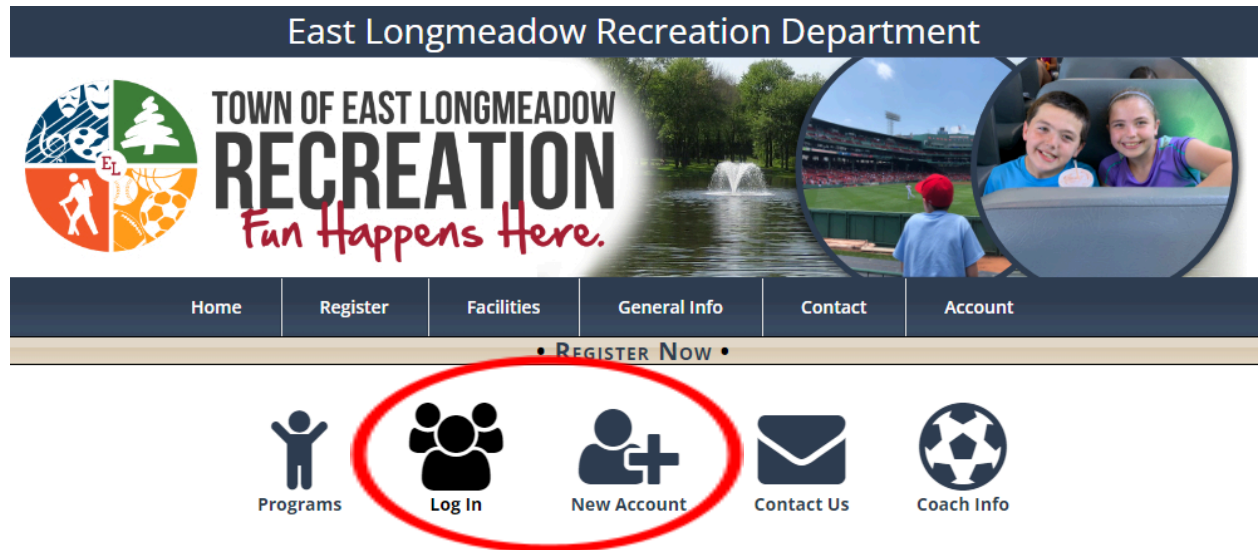 East Longmeadow Recreation Department
TOWN OF EAST LONGMEADOW
RECREATION
Fun Happens Here.
EL
Home Register Facilities General Info Contact Account
• Register Now •
Programs Log In New Account Contact Us Coach Info